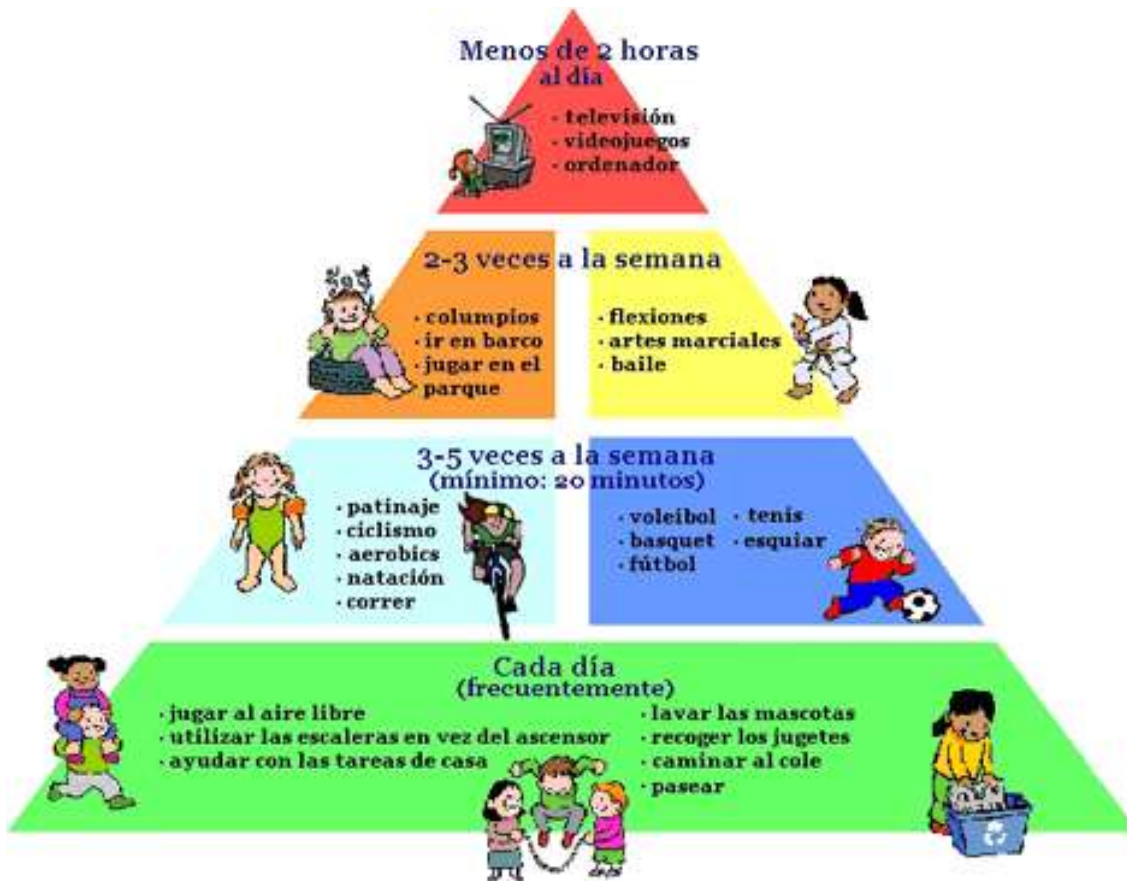 Menos de 2 horas
al día
· televisión
· videojuegos
· ordenador
2-3 veces a la semana
· columpios
· ir en barco
· jugar en el
parque
· flexiones
· artes marciales
· baile
3-5 veces a la semana
(mínimo: 20 minutos)
· patinaje
· ciclismo
· aerobics
· natación
· correr
· voleibol
· basquet
· fútbol
· tenis
· esquiar
Cada día
(frecuentemente)
· jugar al aire libre
· utilizar las escaleras en vez del ascensor
· ayudar con las tareas de casa
· lavar las mascotas
· recoger los jugetes
· caminar al cole
· pasear